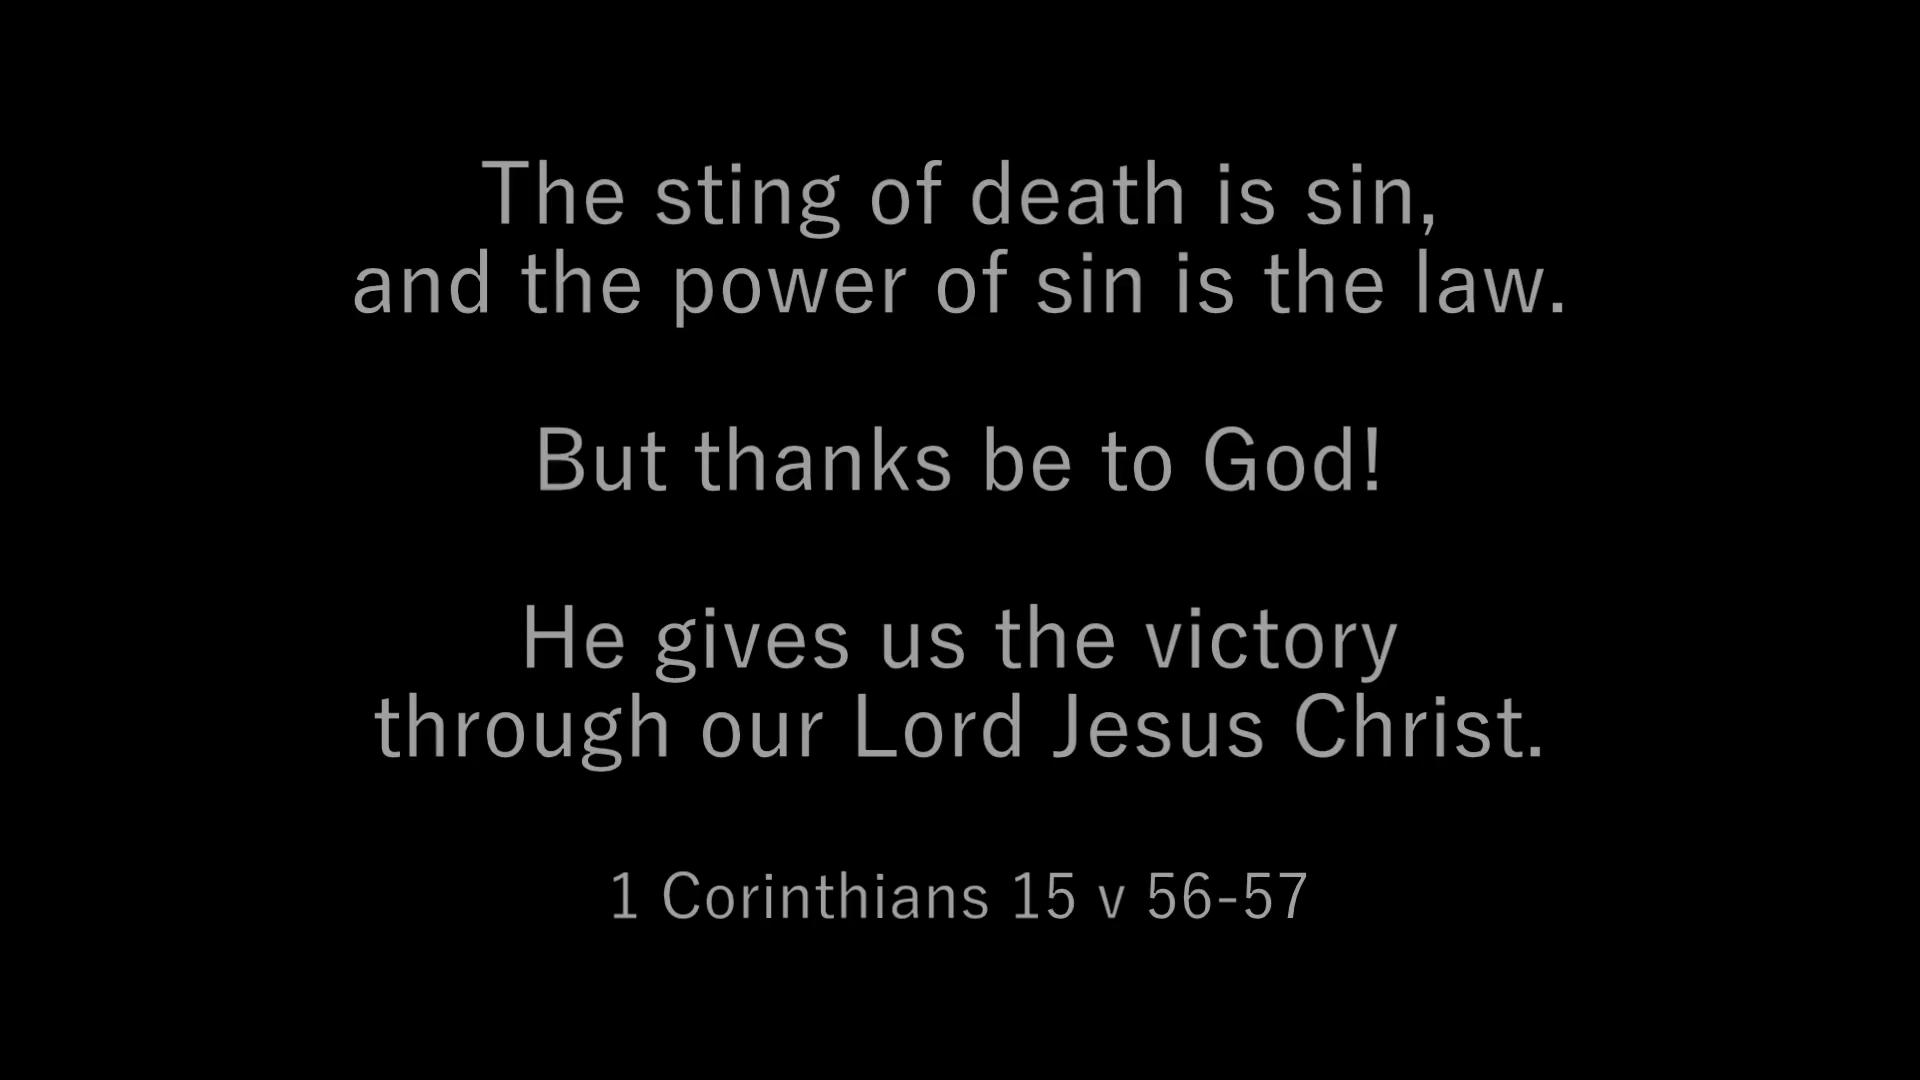 The sting of death is sin,
and the power of sin is the law.
But thanks be to God!
He gives us the victory
through our Lord Jesus Christ.
1 Corinthians 15 v 56-57